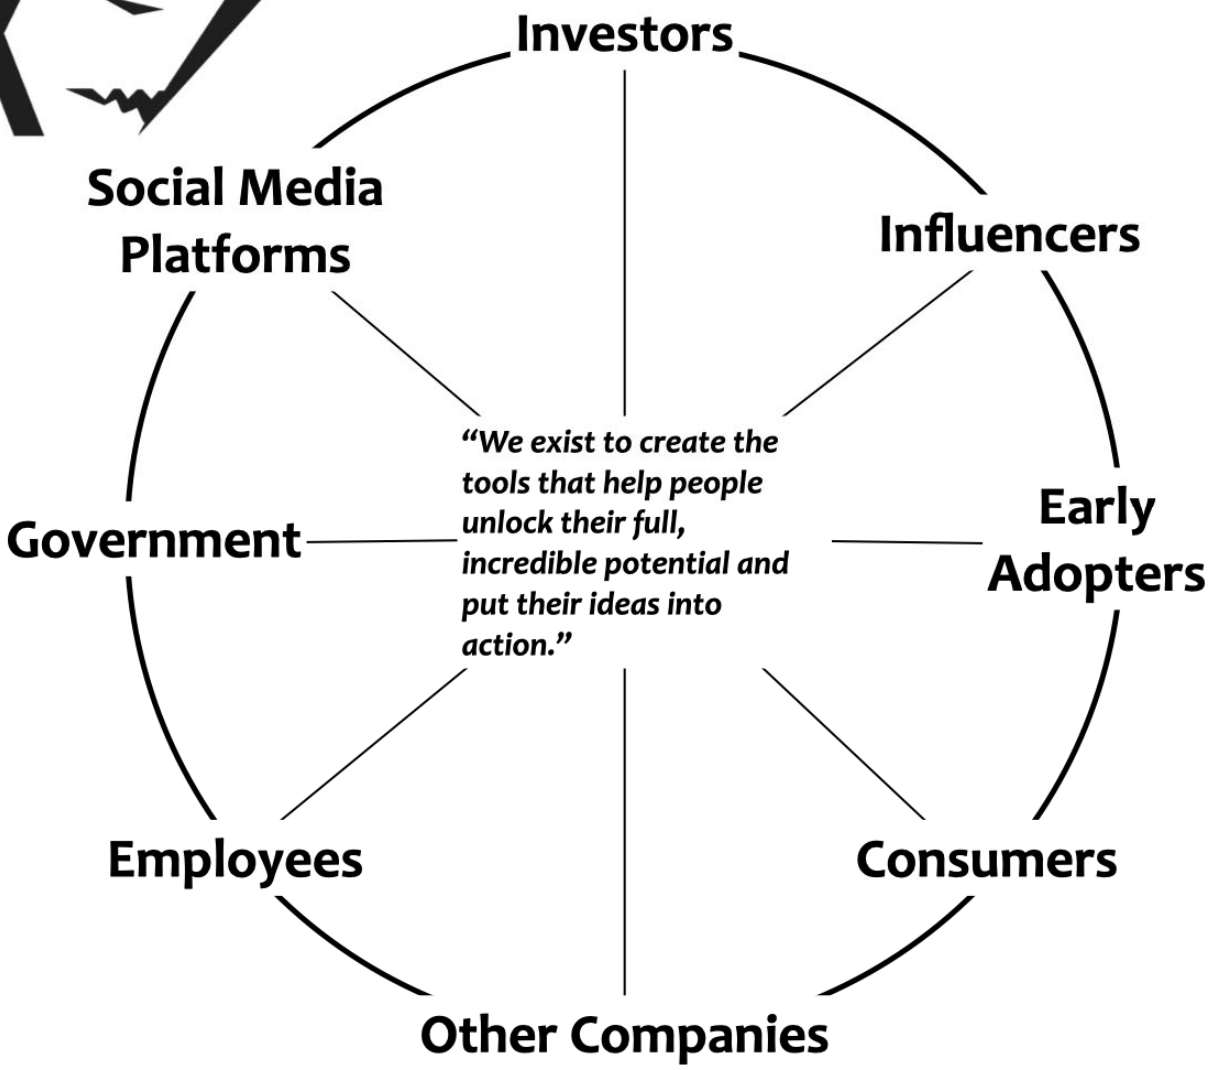 Investors
Social Media
Platforms
Influencers
“We exist to create the
tools that help people
unlock their full,
incredible potential and
put their ideas into
action.”
Government
Early
Adopters
Employees
Consumers
Other Companies